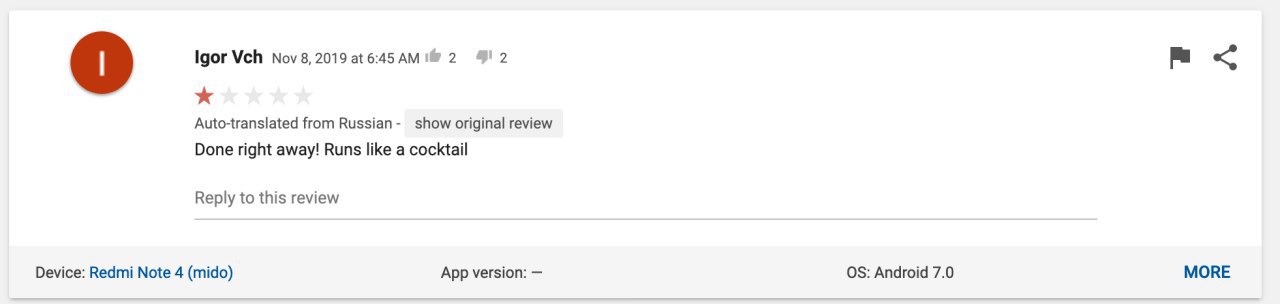 I
Igor Vch Nov 8, 2019 at 6:45 AM 2 2
Auto-translated from Russian - show original review
Done right away! Runs like a cocktail
Reply to this review
Device: Redmi Note 4 (mido) App version: — OS: Android 7.0 MORE